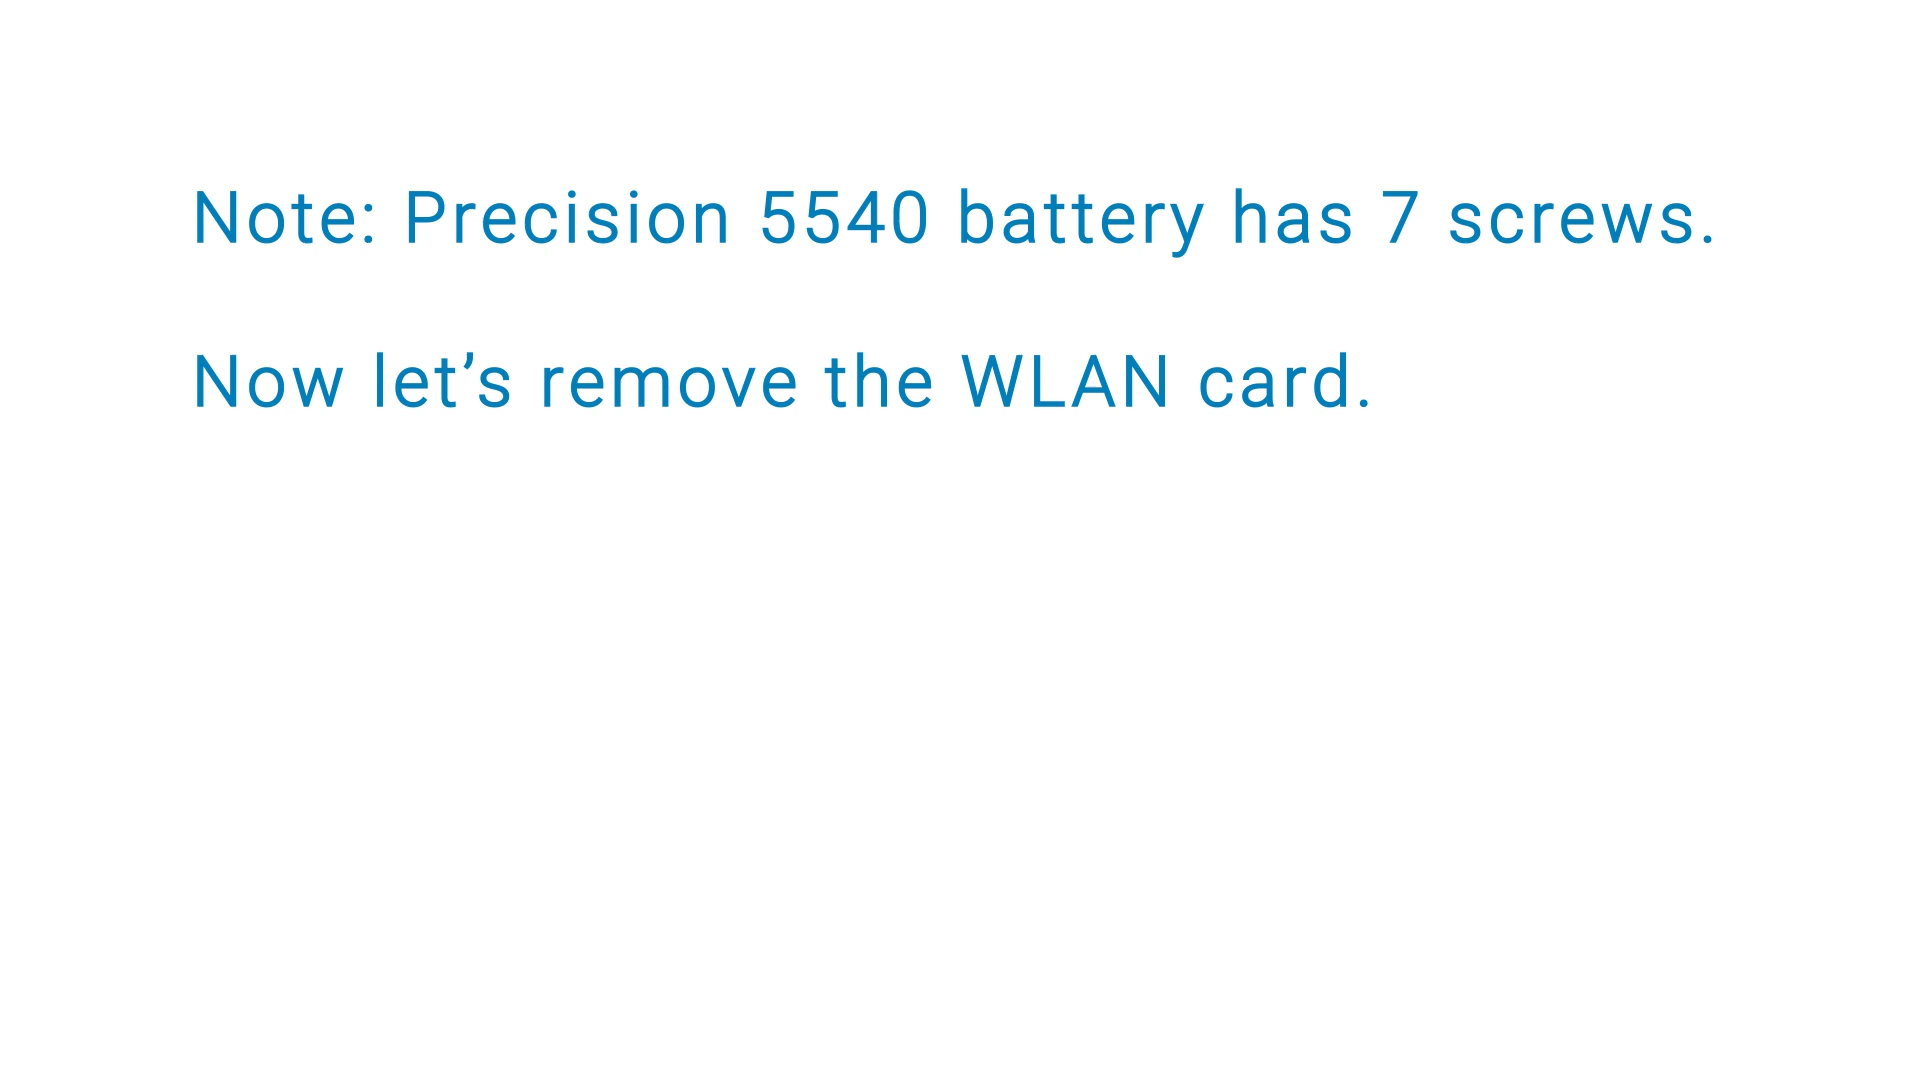 Note: Precision 5540 battery has 7 screws.
Now let’s remove the WLAN card.